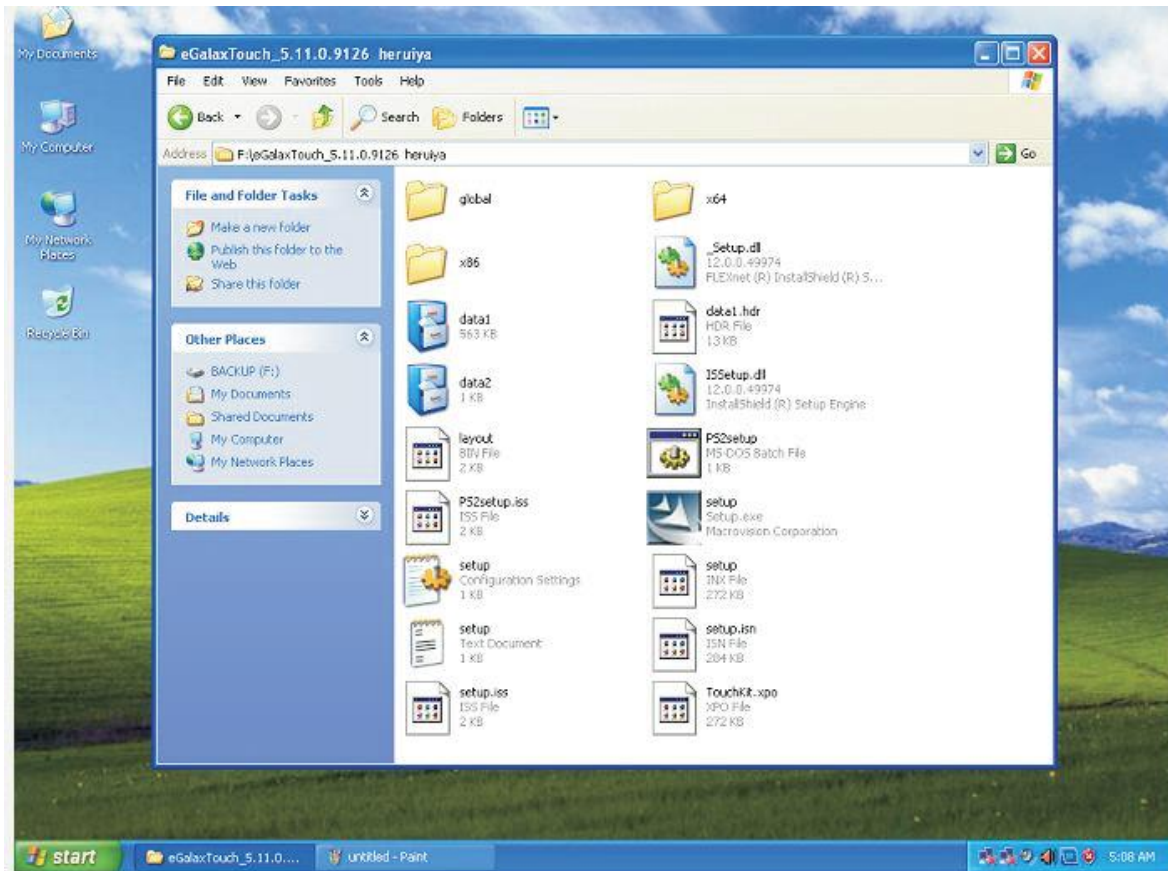 My Documents
My Computer
My Network
Places
Recycle Bin
eGalaxTouch_5.11.0.9126 heruiya
File Edit View Favorites Tools Help
Back Search Folders
Address F:\eGalaxTouch_5.11.0.9126 heruiya Go
File and Folder Tasks
Make a new folder
Publish this folder to the
Web
Share this folder
Other Places
BACKUP (F:)
My Documents
Shared Documents
My Computer
My Network Places
Details
global
x64
x86
_Setup.dll
12.0.0.49974
FLEXnet (R) InstallShield (R) S...
data1
563 KB
data1.hdr
HDR File
13 KB
data2
1 KB
ISSetup.dll
12.0.0.49974
InstallShield (R) Setup Engine
layout
BIN File
2 KB
PS2setup
MS-DOS Batch File
1 KB
PS2setup.iss
ISS File
2 KB
setup
Setup.exe
Macrovision Corporation
setup
Configuration Settings
1 KB
setup
INX File
272 KB
setup
Text Document
1 KB
setup.isn
ISN File
284 KB
setup.iss
ISS File
2 KB
TouchKit.xpo
XPO File
272 KB
start
eGalaxTouch_5.11.0....
untitled - Paint
5:08 AM